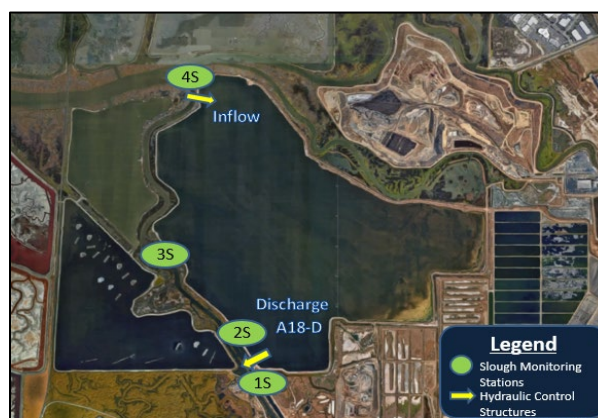 4S
Inflow
3S
Discharge
A18-D
2S
1S
Legend
Slough Monitoring
Stations
Hydraulic Control
Structures